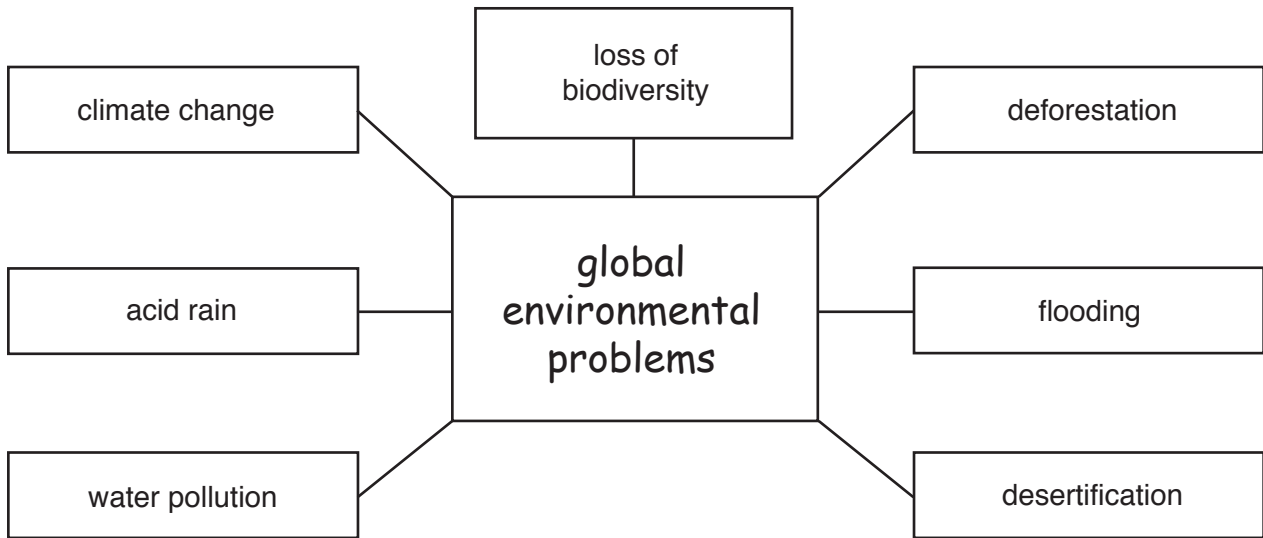 loss of
biodiversity
climate change
deforestation
global
environmental
problems
acid rain
flooding
water pollution
desertification